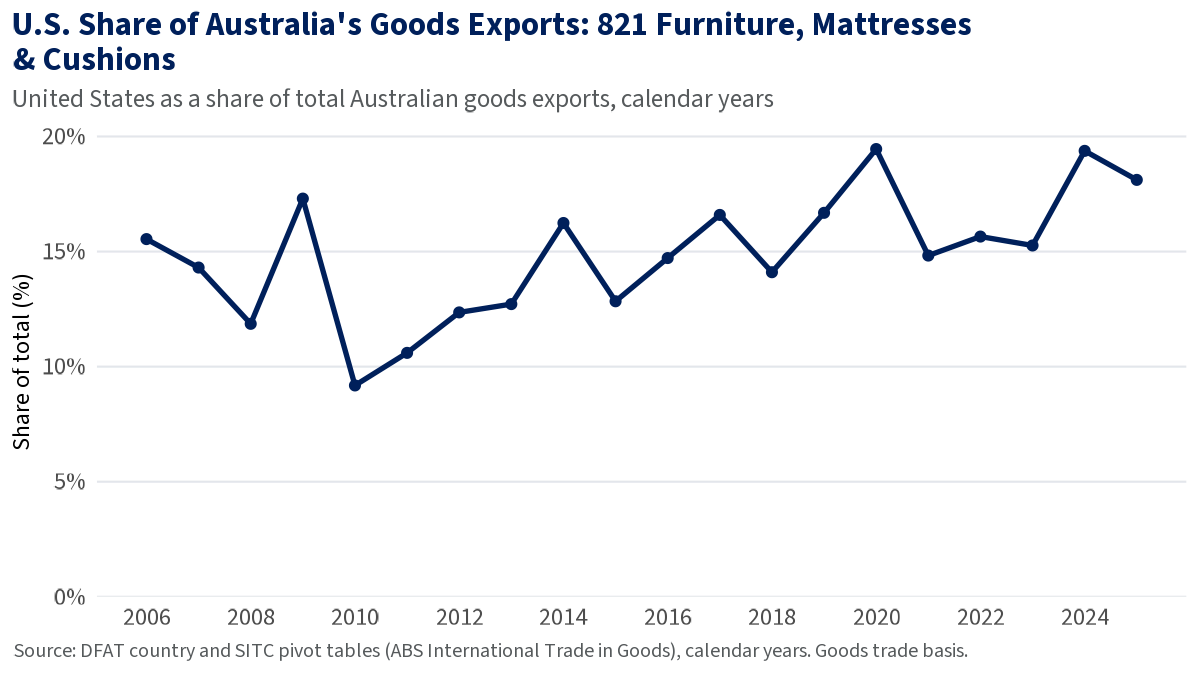 U.S. Share of Australia's Goods Exports: 821 Furniture, Mattresses
& Cushions
United States as a share of total Australian goods exports, calendar years
Share of total (%)
20%
15%
10%
5%
0%
2006 2008 2010 2012 2014 2016 2018 2020 2022 2024
Source: DFAT country and SITC pivot tables (ABS International Trade in Goods), calendar years. Goods trade basis.